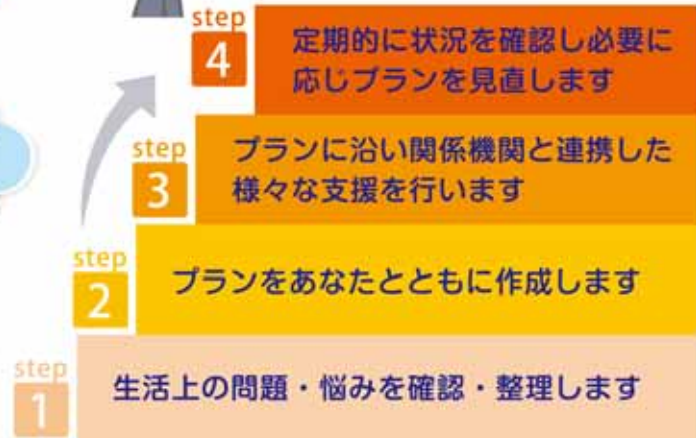 step
4
定期的に状況を確認し必要に
応じプランを見直します
step
3
プランに沿い関係機関と連携した
様々な支援を行います
step
2
プランをあなたとともに作成します
step
1
生活上の問題・悩みを確認・整理します